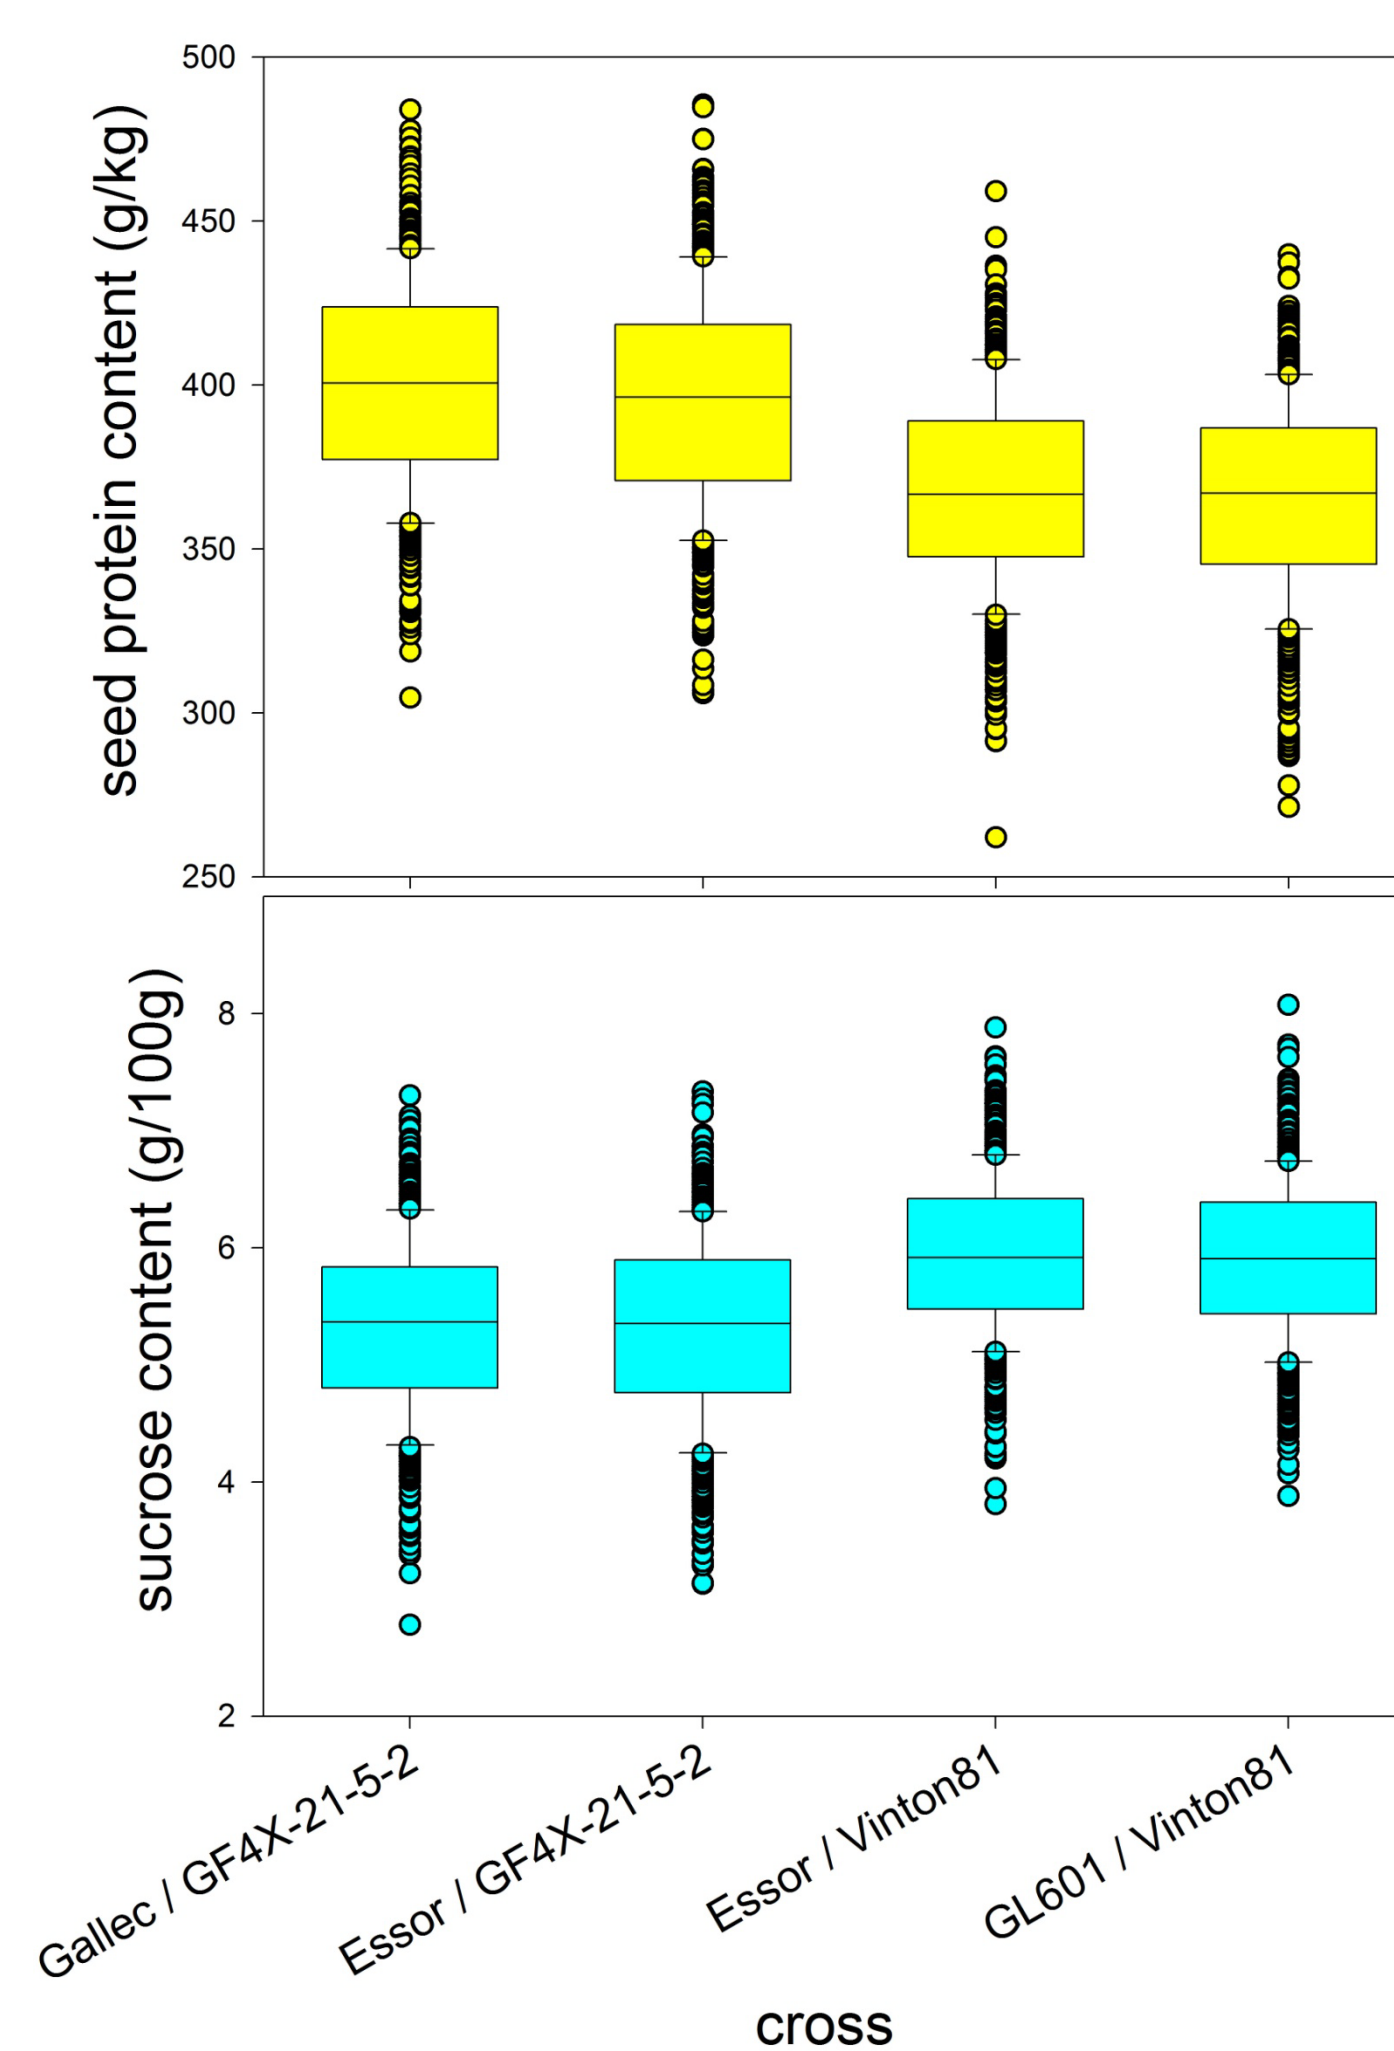 seed protein content (g/kg)
500
450
400
350
300
250
sucrose content (g/100g)
8
6
4
2
Gallec / GF4X-21-5-2
Essor / GF4X-21-5-2
Essor / Vinton81
GL601 / Vinton81
cross